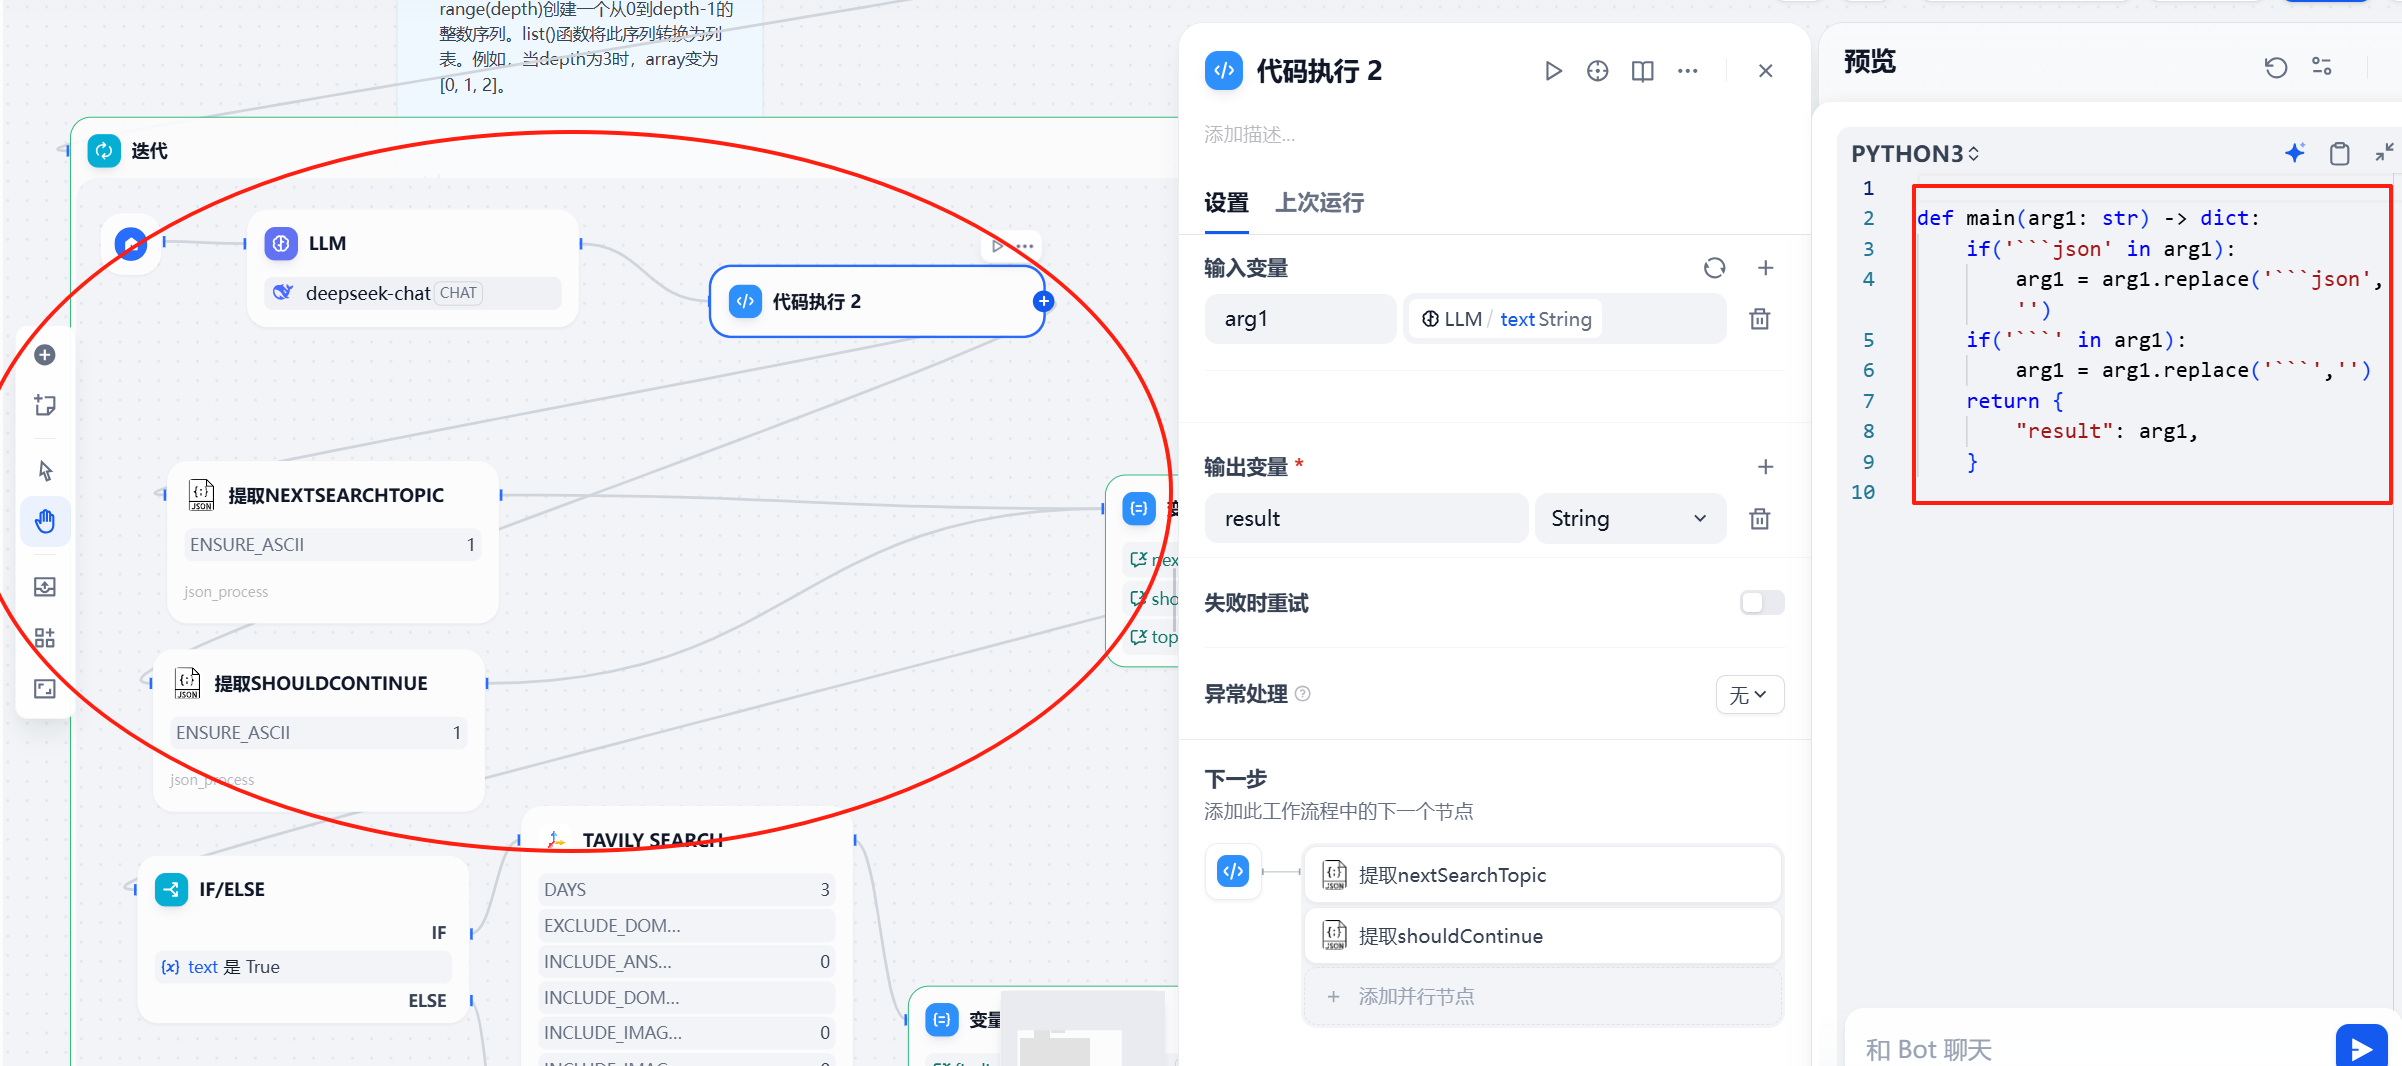 range(depth)创建一个从0到depth-1的
整数序列。list()函数将此序列转换为列
表。例如，当depth为3时，array变为
[0, 1, 2]。
迭代
LLM
deepseek-chat CHAT
代码执行 2
提取NEXTSEARCHTOPIC
ENSURE_ASCII 1
json_process
提取SHOULDCONTINUE
ENSURE_ASCII 1
json_process
IF/ELSE
IF
{x} text 是 True
ELSE
TAVILY SEARCH
DAYS 3
EXCLUDE_DOM...
INCLUDE_ANS... 0
INCLUDE_DOM...
INCLUDE_IMAG... 0
nex
sho
top
变量
代码执行 2
添加描述...
设置 上次运行
输入变量
arg1 LLM / text String
输出变量 *
result String
失败时重试
异常处理 无
下一步
添加此工作流程中的下一个节点
提取nextSearchTopic
提取shouldContinue
+ 添加并行节点
预览
PYTHON3
1
2 def main(arg1: str) -> dict:
3 if('```json' in arg1):
4 arg1 = arg1.replace('```json',
'')
5 if('```' in arg1):
6 arg1 = arg1.replace('```','')
7 return {
8 "result": arg1,
9 }
10
和 Bot 聊天